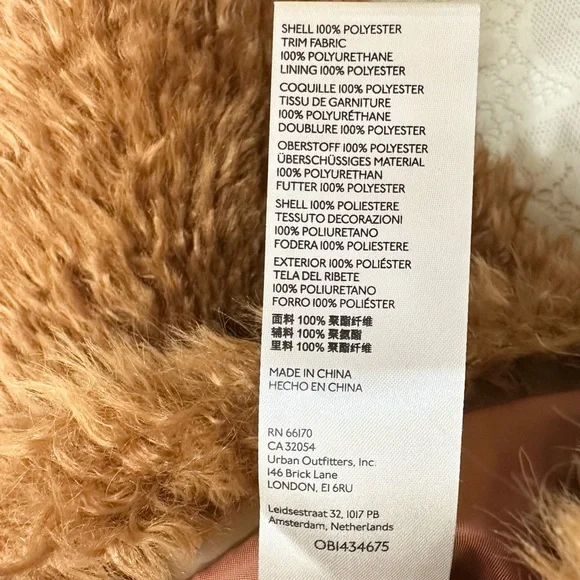 SHELL 100% POLYESTER
TRIM FABRIC
100% POLYURETHANE
LINING 100% POLYESTER
COQUILLE 100% POLYESTER
TISSU DE GARNITURE
100% POLYURÉTHANE
DOUBLURE 100% POLYESTER
OBERSTOFF 100% POLYESTER
ÜBERSCHÜSSIGES MATERIAL
100% POLYURETHAN
FUTTER 100% POLYESTER
SHELL 100% POLIESTERE
TESSUTO DECORAZIONI
100% POLIURETANO
FODERA 100% POLIESTERE
EXTERIOR 100% POLIÉSTER
TELA DEL RIBETE
100% POLIURETANO
FORRO 100% POLIÉSTER
面料 100% 聚酯纤维
辅料 100% 聚氨酯
里料 100% 聚酯纤维
MADE IN CHINA
HECHO EN CHINA
RN 66170
CA 32054
Urban Outfitters, Inc.
146 Brick Lane
LONDON, E1 6RU
Leidsestraat 32, 1017 PB
Amsterdam, Netherlands
OB1434675